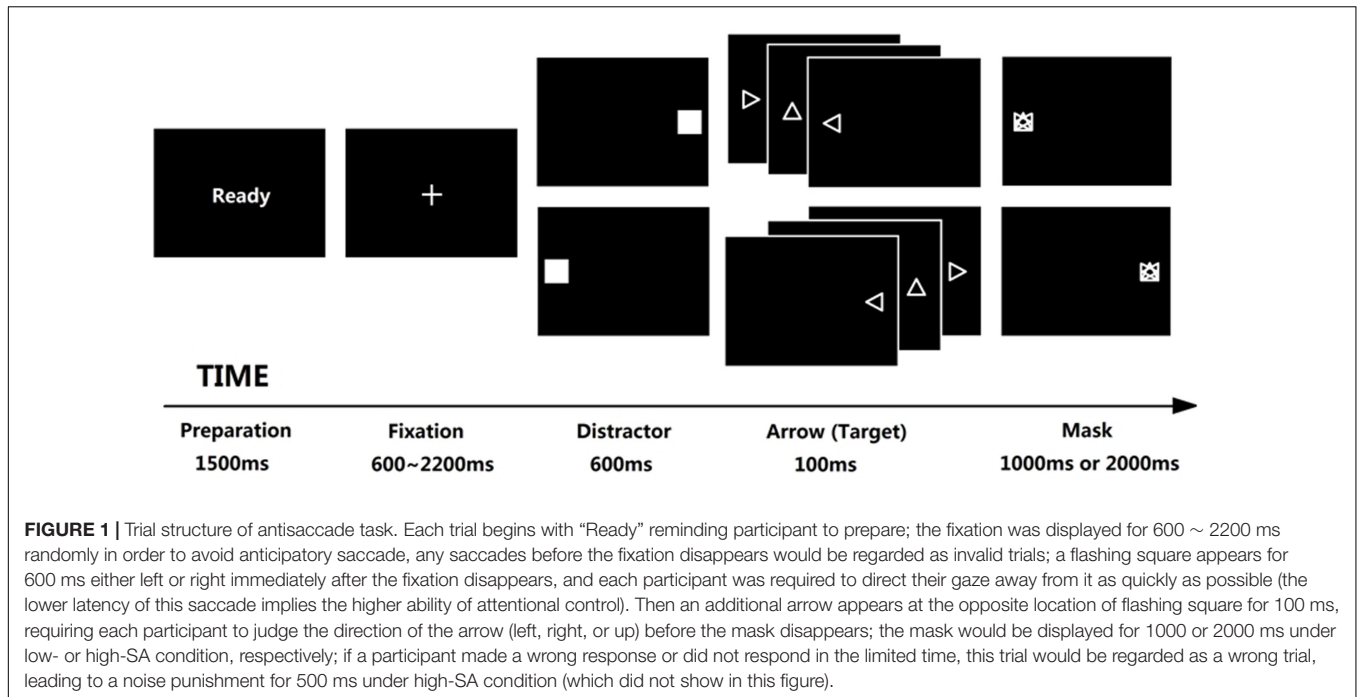 Ready
TIME
Preparation
1500ms
Fixation
600~2200ms
Distractor
600ms
Arrow (Target)
100ms
Mask
1000ms or 2000ms
FIGURE 1 | Trial structure of antisaccade task. Each trial begins with “Ready” reminding participant to prepare; the fixation was displayed for 600 ∼ 2200 ms
randomly in order to avoid anticipatory saccade, any saccades before the fixation disappears would be regarded as invalid trials; a flashing square appears for
600 ms either left or right immediately after the fixation disappears, and each participant was required to direct their gaze away from it as quickly as possible (the
lower latency of this saccade implies the higher ability of attentional control). Then an additional arrow appears at the opposite location of flashing square for 100 ms,
requiring each participant to judge the direction of the arrow (left, right, or up) before the mask disappears; the mask would be displayed for 1000 or 2000 ms under
low- or high-SA condition, respectively; if a participant made a wrong response or did not respond in the limited time, this trial would be regarded as a wrong trial,
leading to a noise punishment for 500 ms under high-SA condition (which did not show in this figure).